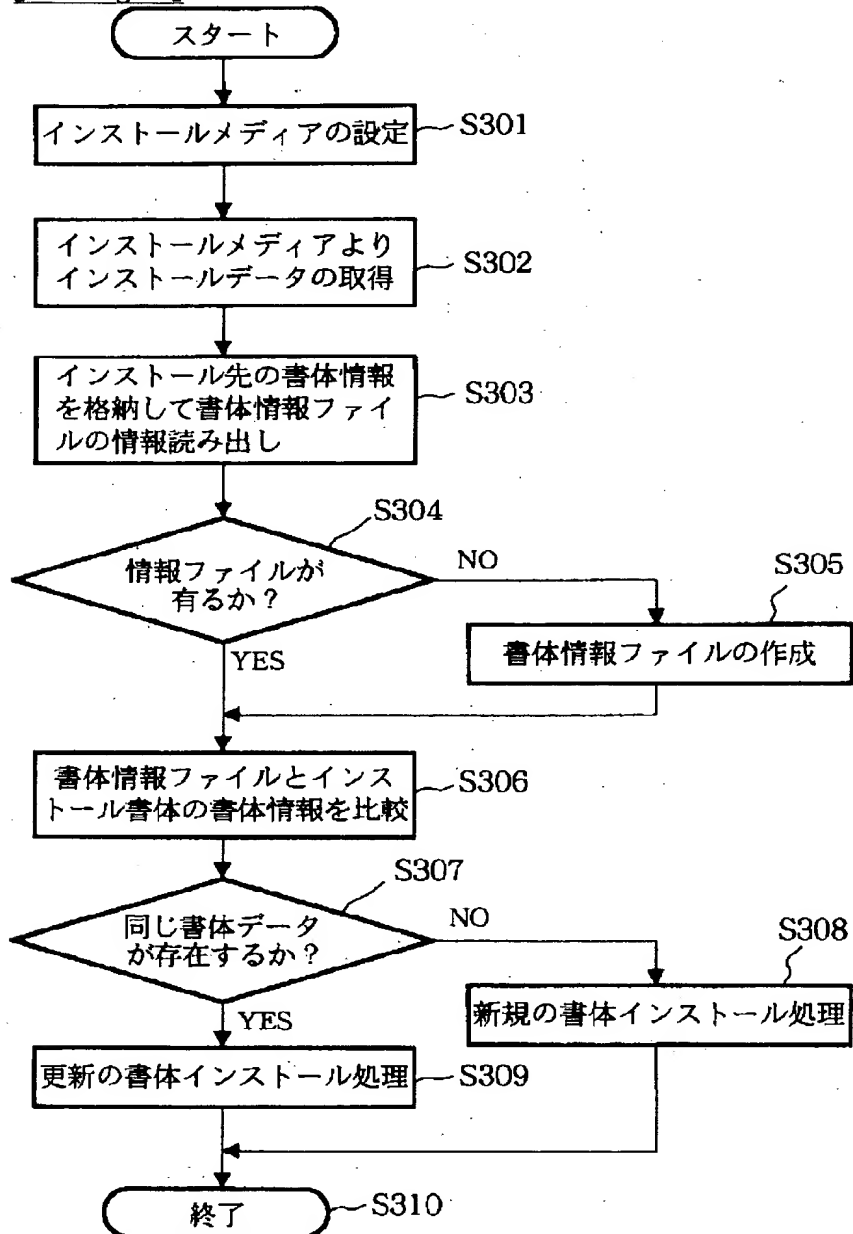 スタート
インストールメディアの設定
S301
インストールメディアより
インストールデータの取得
S302
インストール先の書体情報
を格納して書体情報ファイ
ルの情報読み出し
S303
S304
情報ファイルが
有るか？
NO
YES
S305
書体情報ファイルの作成
書体情報ファイルとインス
トール書体の書体情報を比較
S306
S307
同じ書体データ
が存在するか？
NO
YES
S308
新規の書体インストール処理
更新の書体インストール処理
S309
終了
S310